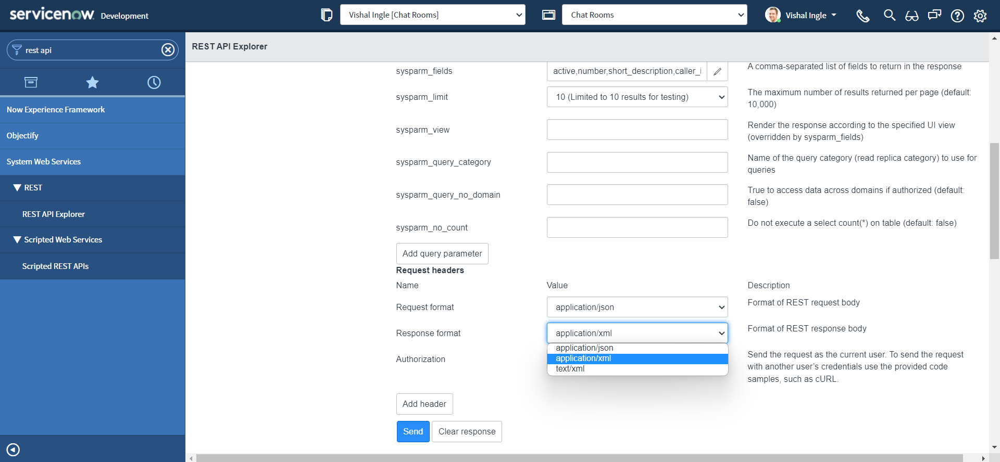 servicenow. Development
Vishal Ingle [Chat Rooms]
Chat Rooms
Vishal Ingle
rest api
Now Experience Framework
Objectify
System Web Services
REST
REST API Explorer
Scripted Web Services
Scripted REST APIs
REST API Explorer
sysparm_fields
active,number,short_description,caller_i
A comma-separated list of fields to return in the response
sysparm_limit
10 (Limited to 10 results for testing)
The maximum number of results returned per page (default:
10,000)
sysparm_view
Render the response according to the specified UI view
(overridden by sysparm_fields)
sysparm_query_category
Name of the query category (read replica category) to use for
queries
sysparm_query_no_domain
True to access data across domains if authorized (default:
false)
sysparm_no_count
Do not execute a select count(*) on table (default: false)
Add query parameter
Request headers
Name
Value
Description
Request format
application/json
Format of REST request body
Response format
application/xml
Format of REST response body
application/json
application/xml
text/xml
Authorization
Send the request as the current user. To send the request
with another user’s credentials use the provided code
samples, such as cURL.
Add header
Send
Clear response